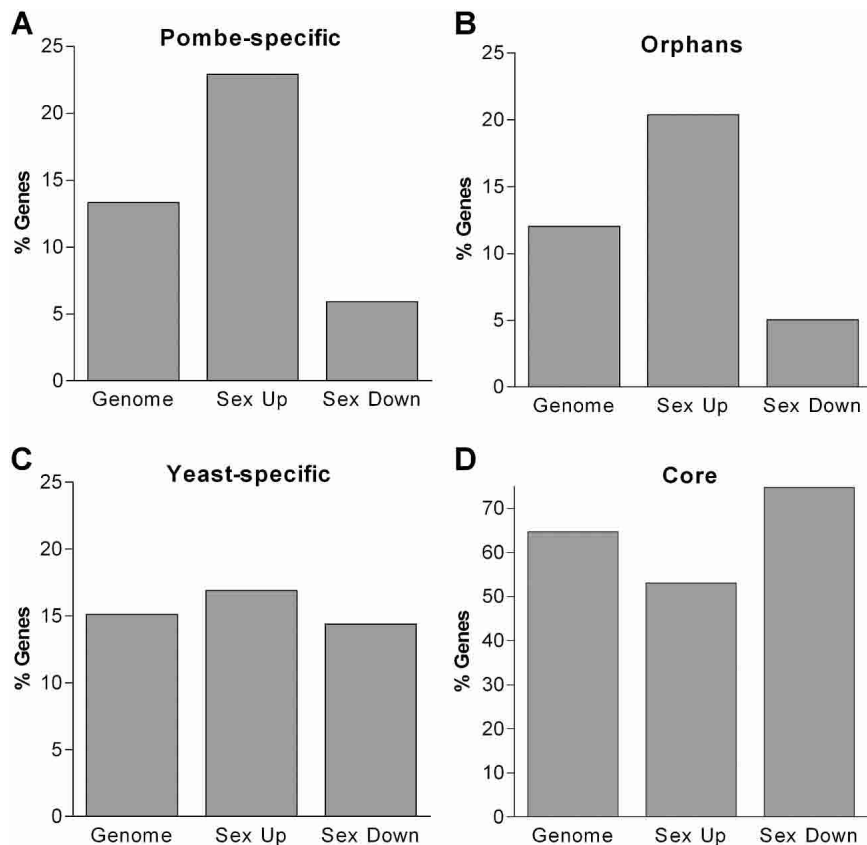 A
Pombe-specific
% Genes
25
20
15
10
5
0
Genome Sex Up Sex Down
B
Orphans
% Genes
25
20
15
10
5
0
Genome Sex Up Sex Down
C
Yeast-specific
% Genes
25
20
15
10
5
0
Genome Sex Up Sex Down
D
Core
% Genes
70
60
50
40
30
20
10
0
Genome Sex Up Sex Down